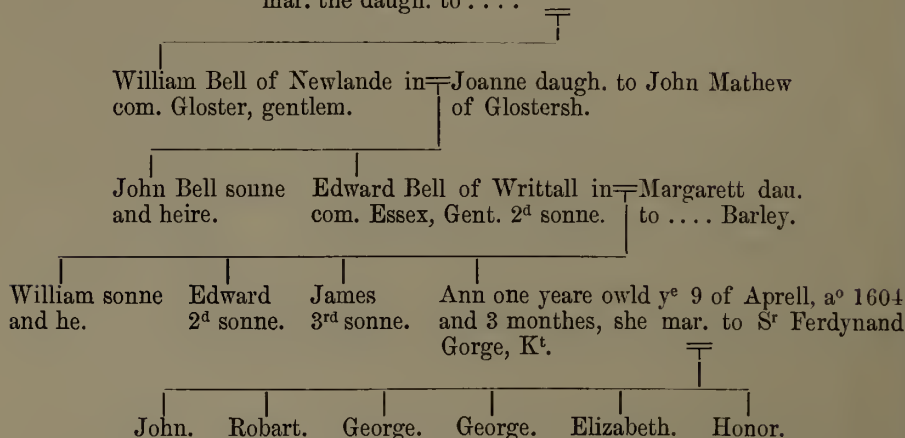 mar. the daugh. to . . . .
William Bell of Newlande in=Joanne daugh. to John Mathew
com. Gloster, gentlem. of Glostersh.
John Bell sonne Edward Bell of Writtall in=Margarett dau.
and heire. com. Essex, Gent. 2d sonne. to . . . . Barley.
William sonne Edward James Ann one yeare owld ye 9 of Aprell, ao 1604
and he. 2d sonne. 3rd sonne. and 3 monthes, she mar. to Sr Ferdynand
Gorge, Kt.
John. Robart. George. George. Elizabeth. Honor.